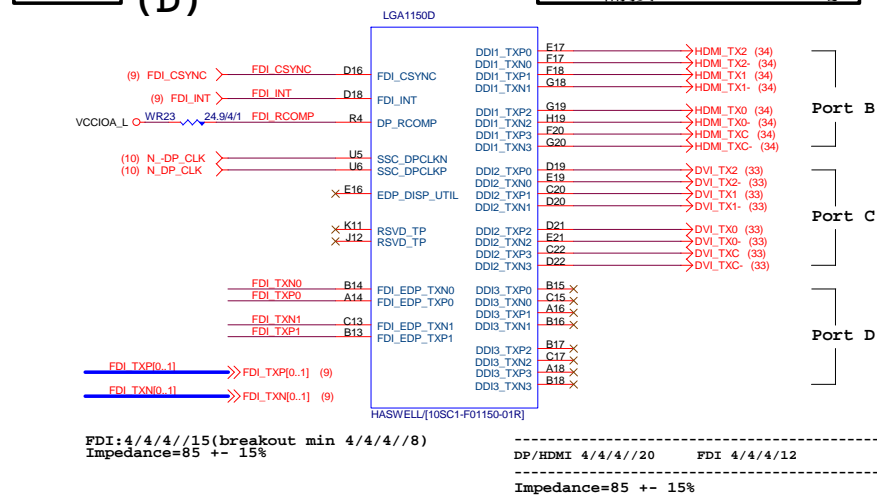 (D)
LGA1150D
(9) FDI_CSYNC FDI_CSYNC D16 FDI_CSYNC
(9) FDI_INT FDI_INT D18 FDI_INT
VCCIOA_L WR23 24.9/4/1 FDI_RCOMP R4 DP_RCOMP
(10) N_-DP_CLK U5 SSC_DPCLKN
(10) N_DP_CLK U6 SSC_DPCLKP
E16 EDP_DISP_UTIL
K11 RSVD_TP
J12 RSVD_TP
FDI_TXN0 B14 FDI_EDP_TXN0
FDI_TXP0 A14 FDI_EDP_TXP0
FDI_TXN1 C13 FDI_EDP_TXN1
FDI_TXP1 B13 FDI_EDP_TXP1
FDI_TXP[0..1] FDI_TXP[0..1] (9)
FDI_TXN[0..1] FDI_TXN[0..1] (9)
DDI1_TXP0 E17 HDMI_TX2 (34)
DDI1_TXN0 F17 HDMI_TX2- (34)
DDI1_TXP1 F18 HDMI_TX1 (34)
DDI1_TXN1 G18 HDMI_TX1- (34)
DDI1_TXP2 G19 HDMI_TX0 (34)
DDI1_TXN2 H19 HDMI_TX0- (34)
DDI1_TXP3 F20 HDMI_TXC (34)
DDI1_TXN3 G20 HDMI_TXC- (34)
Port B
DDI2_TXP0 D19 DVI_TX2 (33)
DDI2_TXN0 E19 DVI_TX2- (33)
DDI2_TXP1 C20 DVI_TX1 (33)
DDI2_TXN1 D20 DVI_TX1- (33)
DDI2_TXP2 D21 DVI_TX0 (33)
DDI2_TXN2 E21 DVI_TX0- (33)
DDI2_TXP3 C22 DVI_TXC (33)
DDI2_TXN3 D22 DVI_TXC- (33)
Port C
DDI3_TXP0 B15
DDI3_TXN0 C15
DDI3_TXP1 A16
DDI3_TXN1 B16
DDI3_TXP2 B17
DDI3_TXN2 C17
DDI3_TXP3 A18
DDI3_TXN3 B18
Port D
HASWELL/[10SC1-F01150-01R]
FDI:4/4/4//15(breakout min 4/4/4//8)
Impedance=85 +- 15%
DP/HDMI 4/4/4//20 FDI 4/4/4/12
Impedance=85 +- 15%